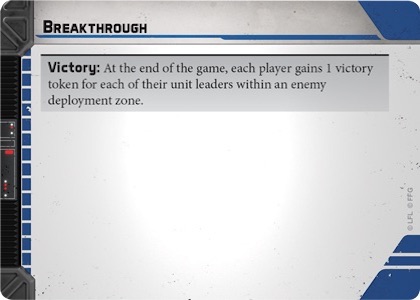 Breakthrough
Victory: At the end of the game, each player gains 1 victory
token for each of their unit leaders within an enemy
deployment zone.
© LFL © FFG